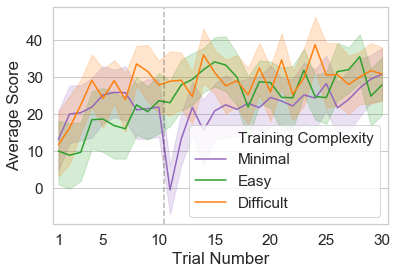 40
30
20
10
0
Average Score
Training Complexity
Minimal
Easy
Difficult
1 5 10 15 20 25 30
Trial Number